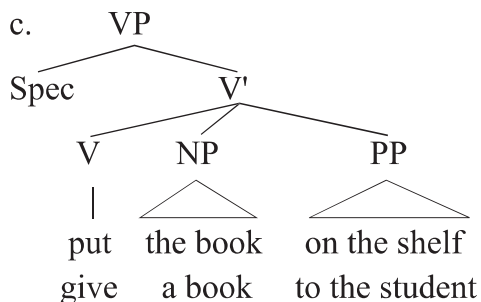 c. VP
Spec V'
V NP PP
put the book on the shelf
give a book to the student